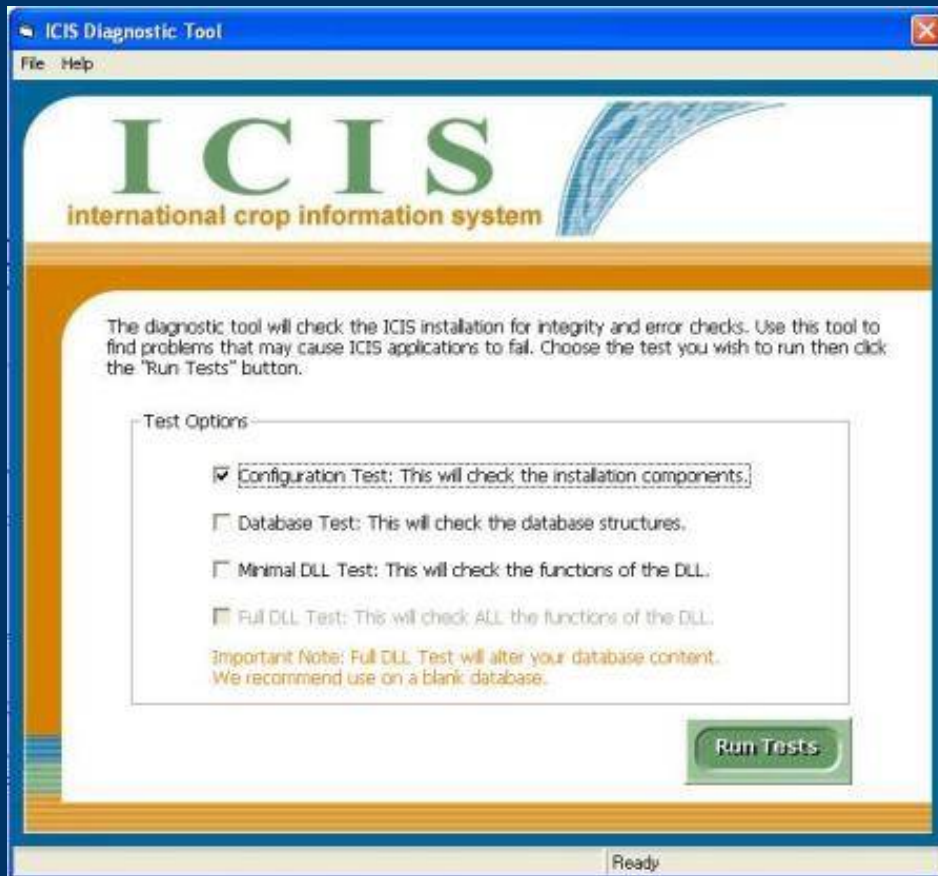 ICIS Diagnostic Tool
File Help
ICIS
international crop information system
The diagnostic tool will check the ICIS installation for integrity and error checks. Use this tool to
find problems that may cause ICIS applications to fail. Choose the test you wish to run then click
the "Run Tests" button.
Test Options
Configuration Test: This will check the installation components.
Database Test: This will check the database structures.
Minimal DLL Test: This will check the functions of the DLL.
Full DLL Test: This will check ALL the functions of the DLL.
Important Note: Full DLL Test will alter your database content.
We recommend use on a blank database.
Run Tests
Ready